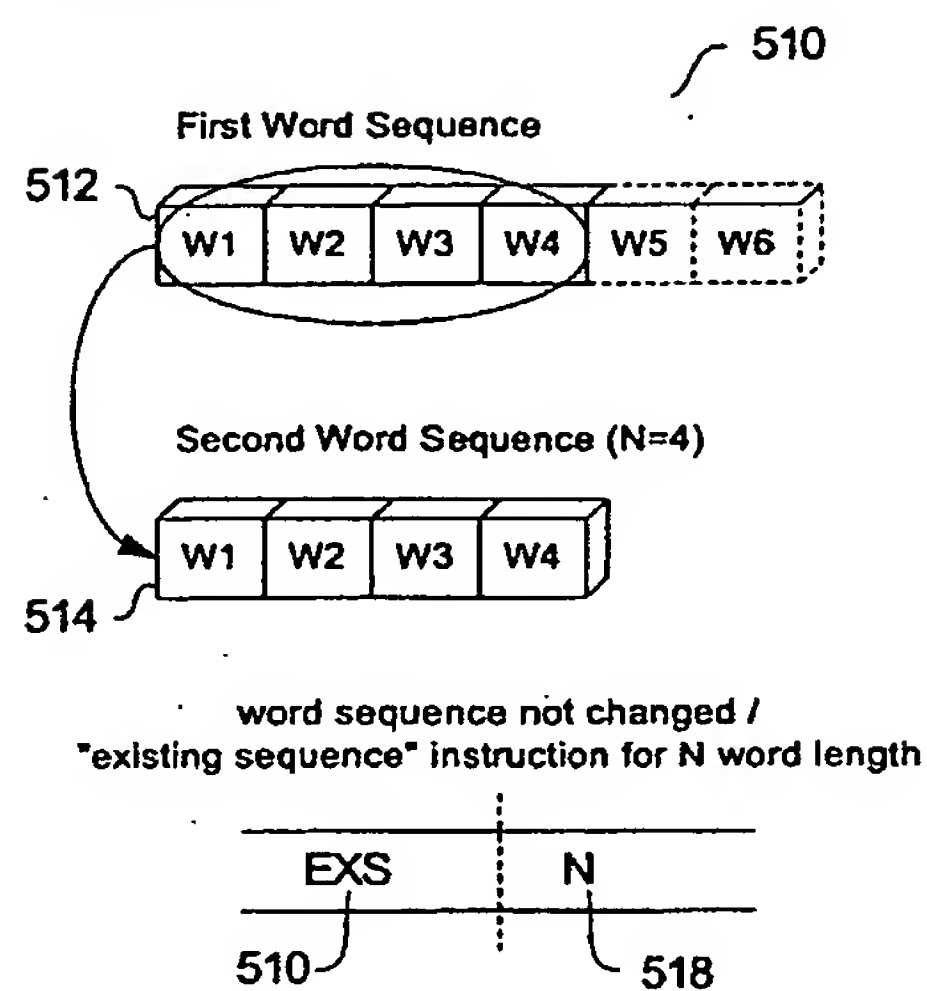 510
First Word Sequence
512
W1 W2 W3 W4 W5 W6
Second Word Sequence (N=4)
W1 W2 W3 W4
514
word sequence not changed /
"existing sequence" instruction for N word length
EXS N
510 518